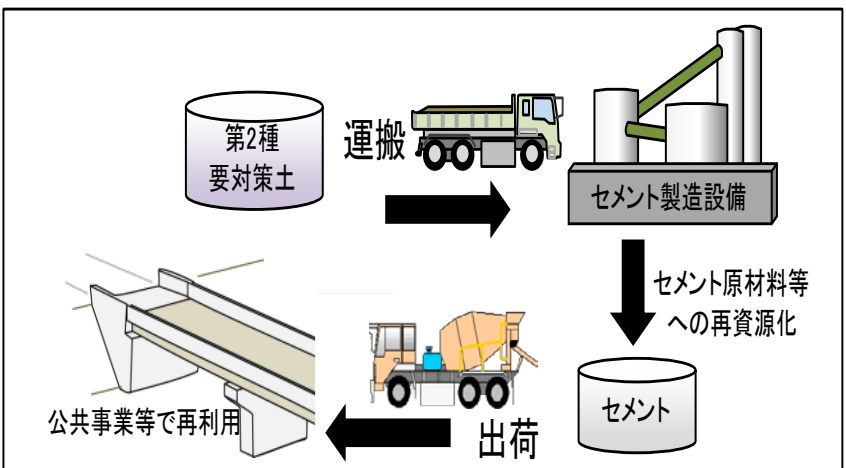 第2種
要対策土
運搬
セメント製造設備
セメント原材料等
への再資源化
セメント
出荷
公共事業等で再利用